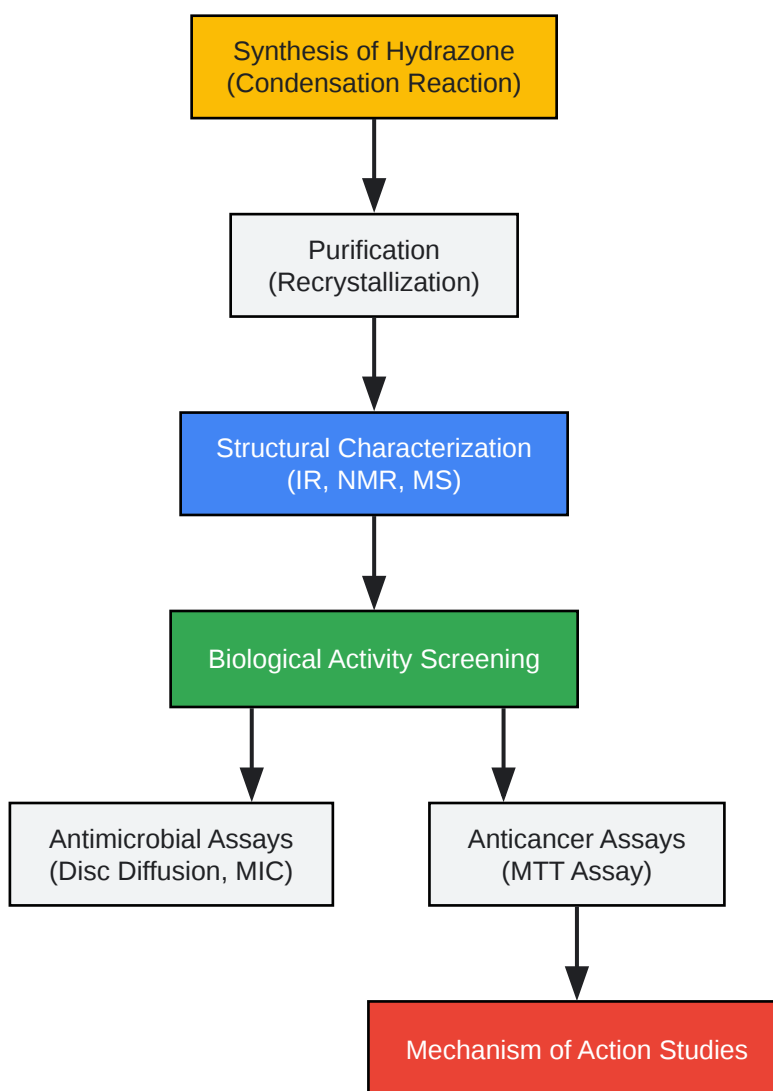 Synthesis of Hydrazone
(Condensation Reaction)
Purification
(Recrystallization)
Structural Characterization
(IR, NMR, MS)
Biological Activity Screening
Antimicrobial Assays
(Disc Diffusion, MIC)
Anticancer Assays
(MTT Assay)
Mechanism of Action Studies